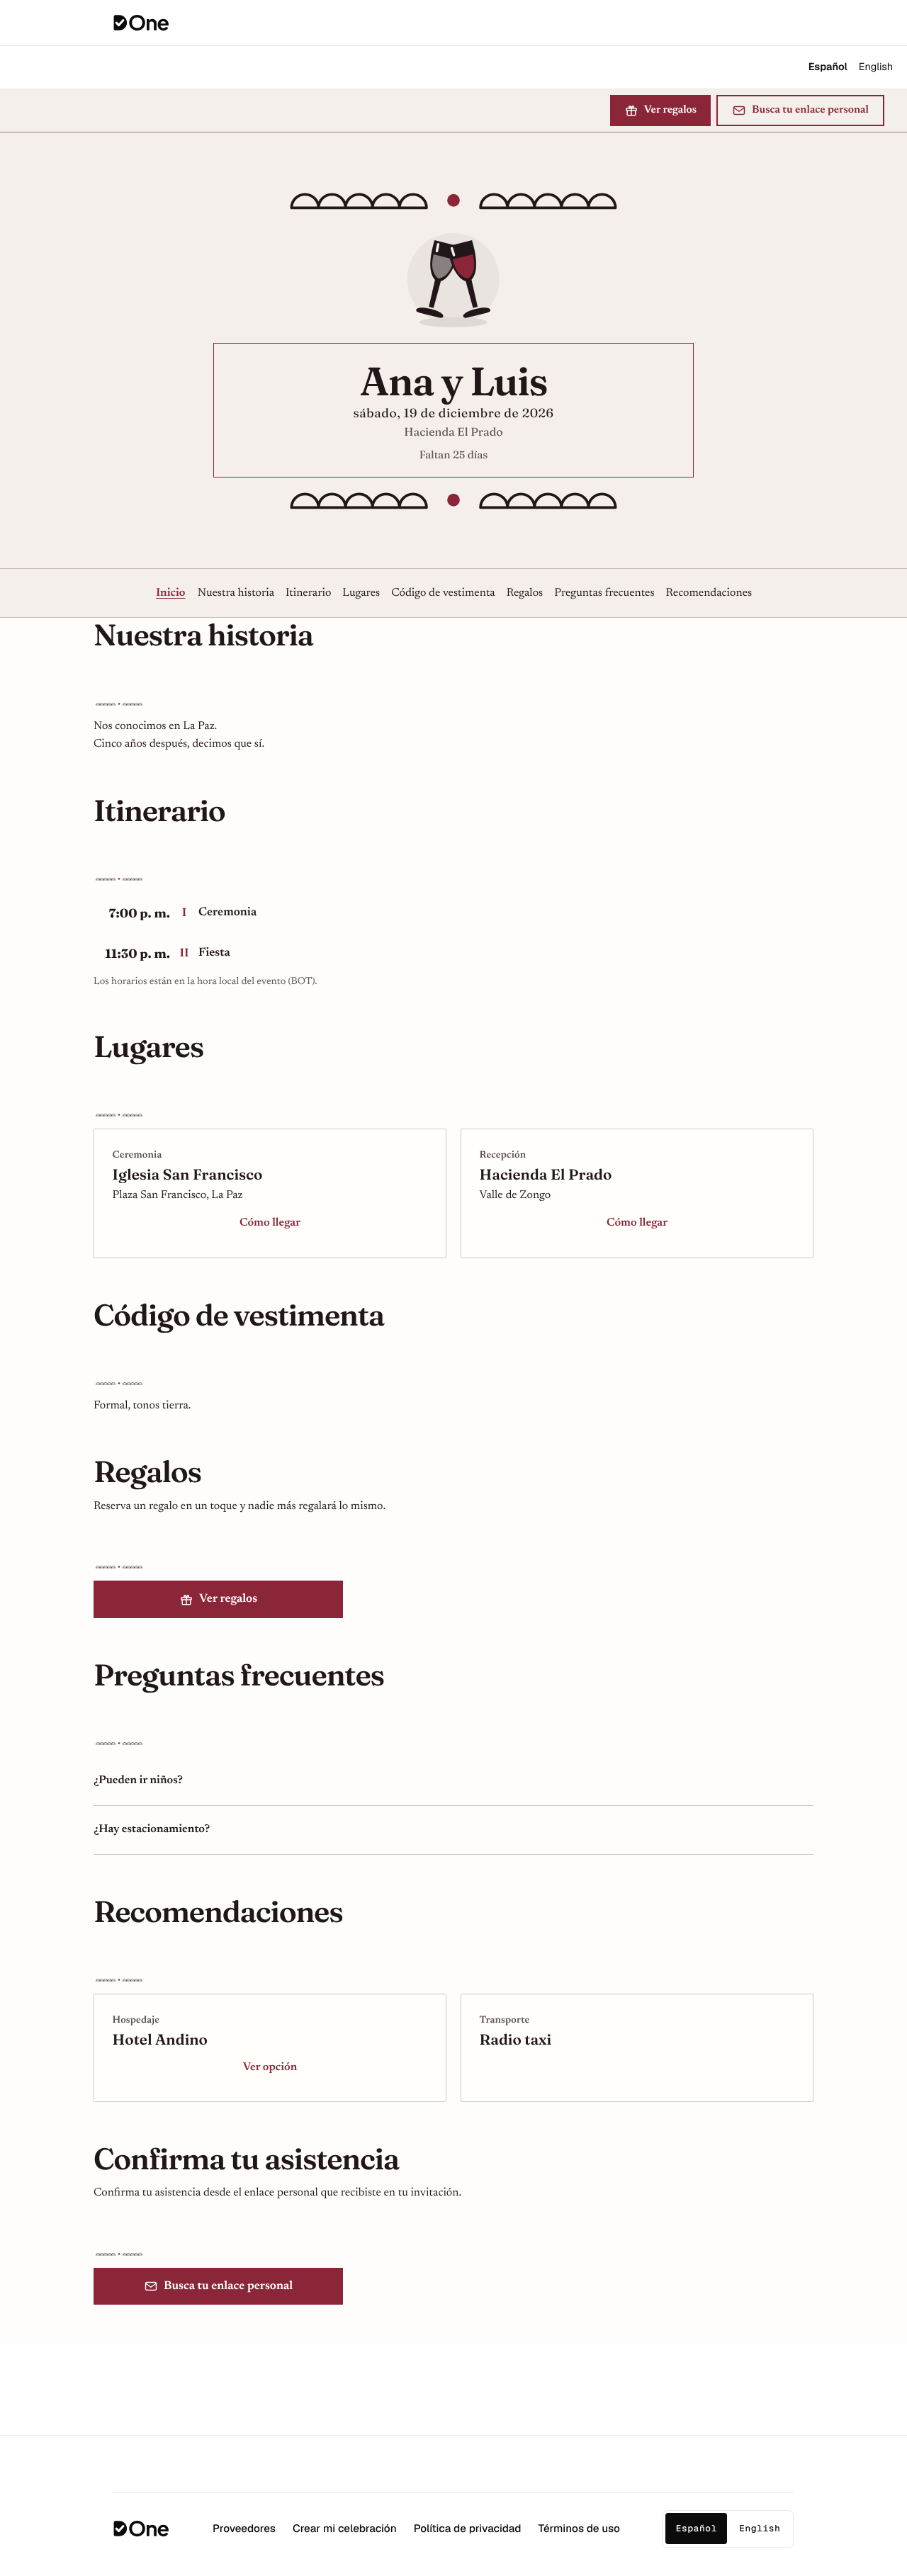 One
Español English
Ver regalos Busca tu enlace personal
Ana y Luis
sábado, 19 de diciembre de 2026
Hacienda El Prado
Faltan 25 días
Inicio Nuestra historia Itinerario Lugares Código de vestimenta Regalos Preguntas frecuentes Recomendaciones
Nuestra historia
Nos conocimos en La Paz.
Cinco años después, decimos que sí.
Itinerario
7:00 p. m. I Ceremonia
11:30 p. m. II Fiesta
Los horarios están en la hora local del evento (BOT).
Lugares
Ceremonia
Iglesia San Francisco
Plaza San Francisco, La Paz
Cómo llegar
Recepción
Hacienda El Prado
Valle de Zongo
Cómo llegar
Código de vestimenta
Formal, tonos tierra.
Regalos
Reserva un regalo en un toque y nadie más regalará lo mismo.
Ver regalos
Preguntas frecuentes
¿Pueden ir niños?
¿Hay estacionamiento?
Recomendaciones
Hospedaje
Hotel Andino
Ver opción
Transporte
Radio taxi
Confirma tu asistencia
Confirma tu asistencia desde el enlace personal que recibiste en tu invitación.
Busca tu enlace personal
One
Proveedores Crear mi celebración Política de privacidad Términos de uso
Español English